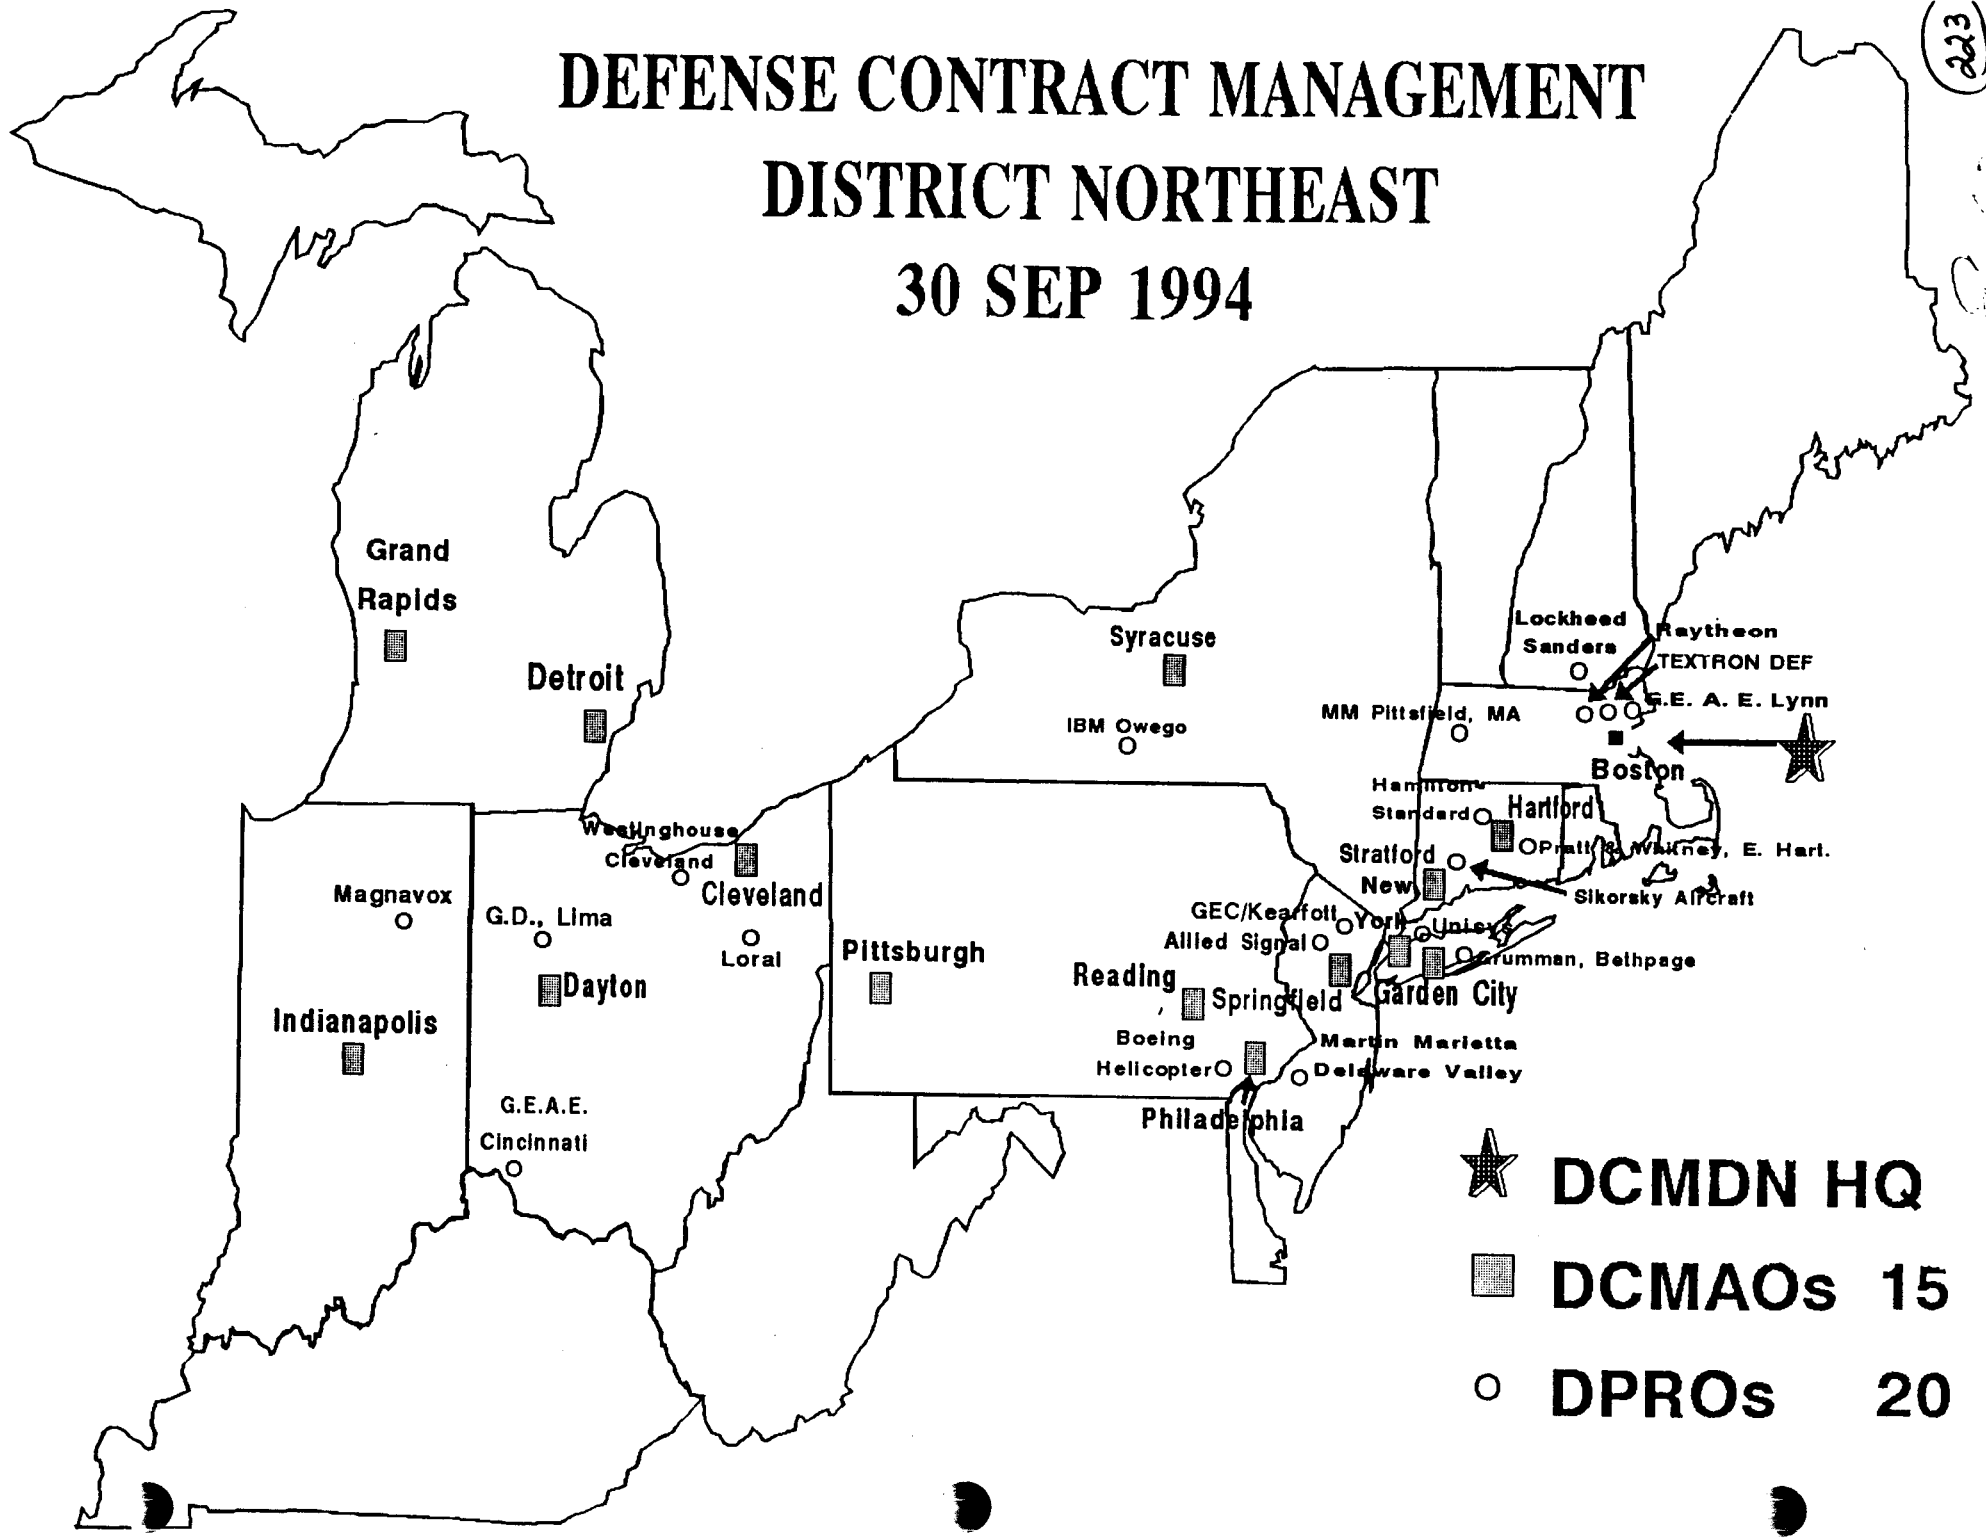 223
DEFENSE CONTRACT MANAGEMENT
DISTRICT NORTHEAST
30 SEP 1994
Grand
Rapids
Detroit
Syracuse
IBM Owego
Lockheed
Sanders
Raytheon
TEXTRON DEF
G.E. A. E. Lynn
MM Pittsfield, MA
Boston
Hamilton-
Standard
Hartford
Pratt & Whitney, E. Hart.
Stratford
Sikorsky Aircraft
New
York
Unisys
Grumman, Bethpage
Garden City
GEC/Kearfott
Allied Signal
Springfield
Reading
Pittsburgh
Boeing
Helicopter
Martin Marietta
Delaware Valley
Philadelphia
Westinghouse
Cleveland
Cleveland
Loral
Magnavox
G.D., Lima
Dayton
Indianapolis
G.E.A.E.
Cincinnati
DCMDN HQ
DCMAOs 15
DPROs 20